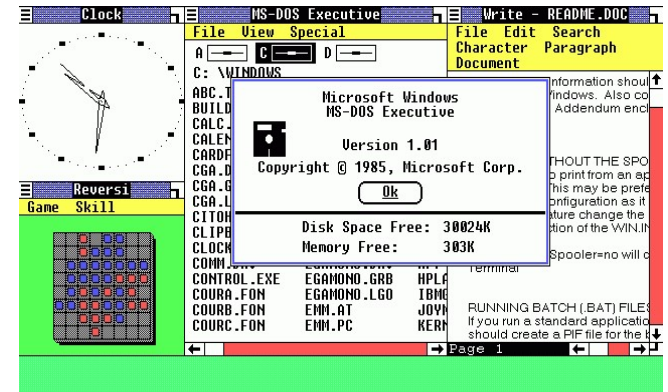 Clock
MS-DOS Executive
File View Special
A C D
C: \WINDOWS
ABC.T
BUILD
CALC.
CALEN
CARDF
CGA.D
CGA.G
CGA.L
CITOH
CLIPB
CLOCK
COMM.DRV EGAMONO.DRV
CONTROL.EXE EGAMONO.GRB HPLA
COURA.FON EGAMONO.LGO IBMG
COURB.FON EMM.AT JOYM
COURC.FON EMM.PC KERN
Microsoft Windows
MS-DOS Executive
Version 1.01
Copyright © 1985, Microsoft Corp.
Ok
Disk Space Free: 30024K
Memory Free: 303K
Write - README.DOC
File Edit Search
Character Paragraph
Document
nformation shoul
Windows. Also co
Addendum encl
THOUT THE SPO
o print from an ap
This may be prefe
onfiguration as it
ature change the
ction of the WIN.IN
Spooler=no will c
Terminal
RUNNING BATCH (.BAT) FILES
If you run a standard applicatio
should create a PIF file for the b
Page 1
Reversi
Game Skill